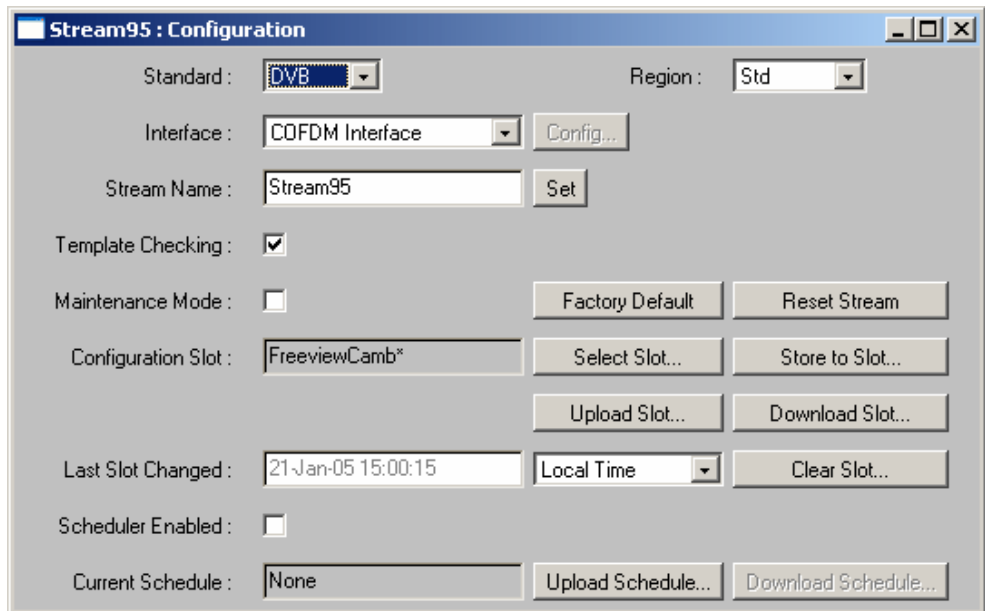 Stream95 : Configuration
Standard : DVB Region : Std
Interface : COFDM Interface Config...
Stream Name : Stream95 Set
Template Checking :
Maintenance Mode : Factory Default Reset Stream
Configuration Slot : FreeviewCamb* Select Slot... Store to Slot...
Upload Slot... Download Slot...
Last Slot Changed : 21-Jan-05 15:00:15 Local Time Clear Slot...
Scheduler Enabled :
Current Schedule : None Upload Schedule... Download Schedule...